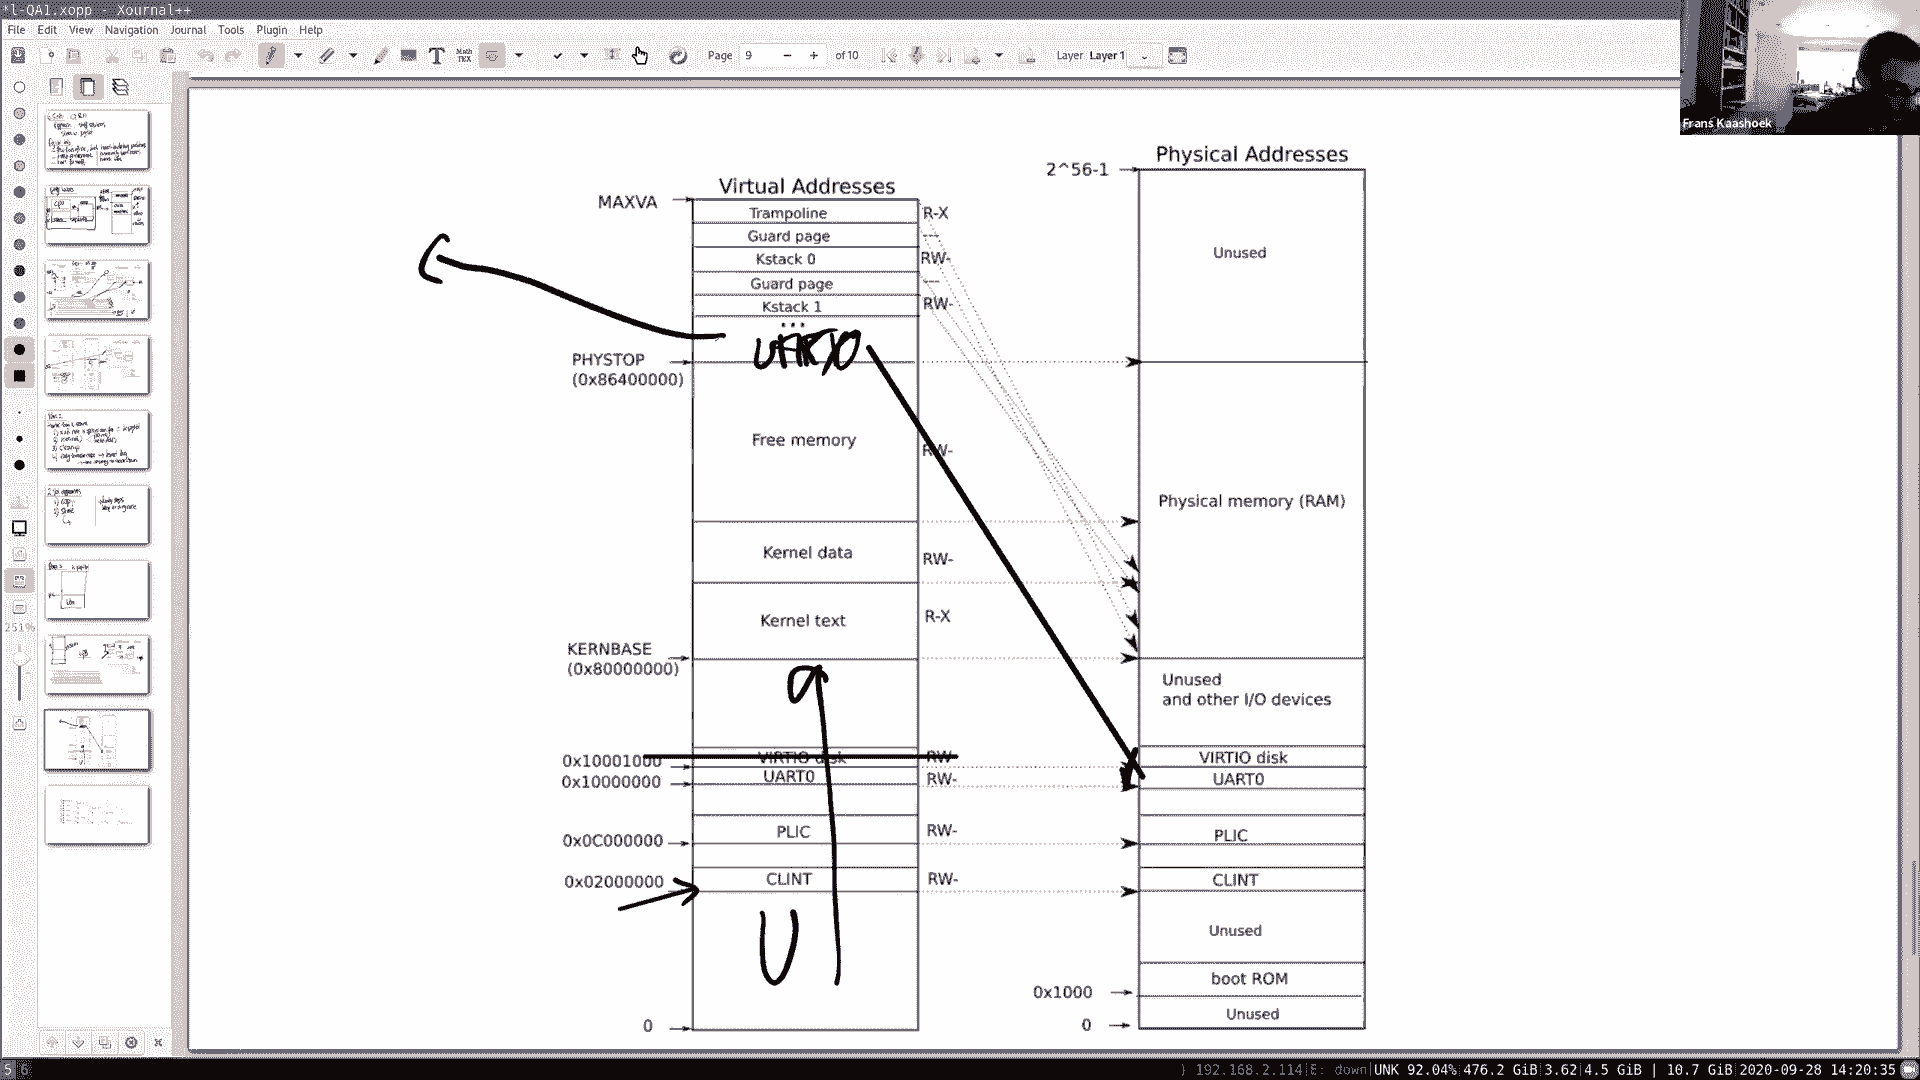 *l-QA1.xopp - Xournal++
File Edit View Navigation Journal Tools Plugin Help
Page 9 of 10 Layer Layer 1
Frans Kaashoek
251%
Virtual Addresses
MAXVA
Trampoline R-X
Guard page ---
Kstack 0 RW-
Guard page ---
Kstack 1 RW-
...
UART0
PHYSTOP
(0x86400000)
Free memory RW-
Kernel data RW-
Kernel text R-X
KERNBASE
(0x80000000)
0x10001000 VIRTIO disk RW-
0x10000000 UART0 RW-
0x0C000000 PLIC RW-
0x02000000 CLINT RW-
U
0
Physical Addresses
2^56-1
Unused
Physical memory (RAM)
Unused
and other I/O devices
VIRTIO disk
UART0
PLIC
CLINT
Unused
boot ROM
0x1000
Unused
0
5 6
192.168.2.114 E: down UNK 92.04% 476.2 GiB 3.62 4.5 GiB | 10.7 GiB 2020-09-28 14:20:35